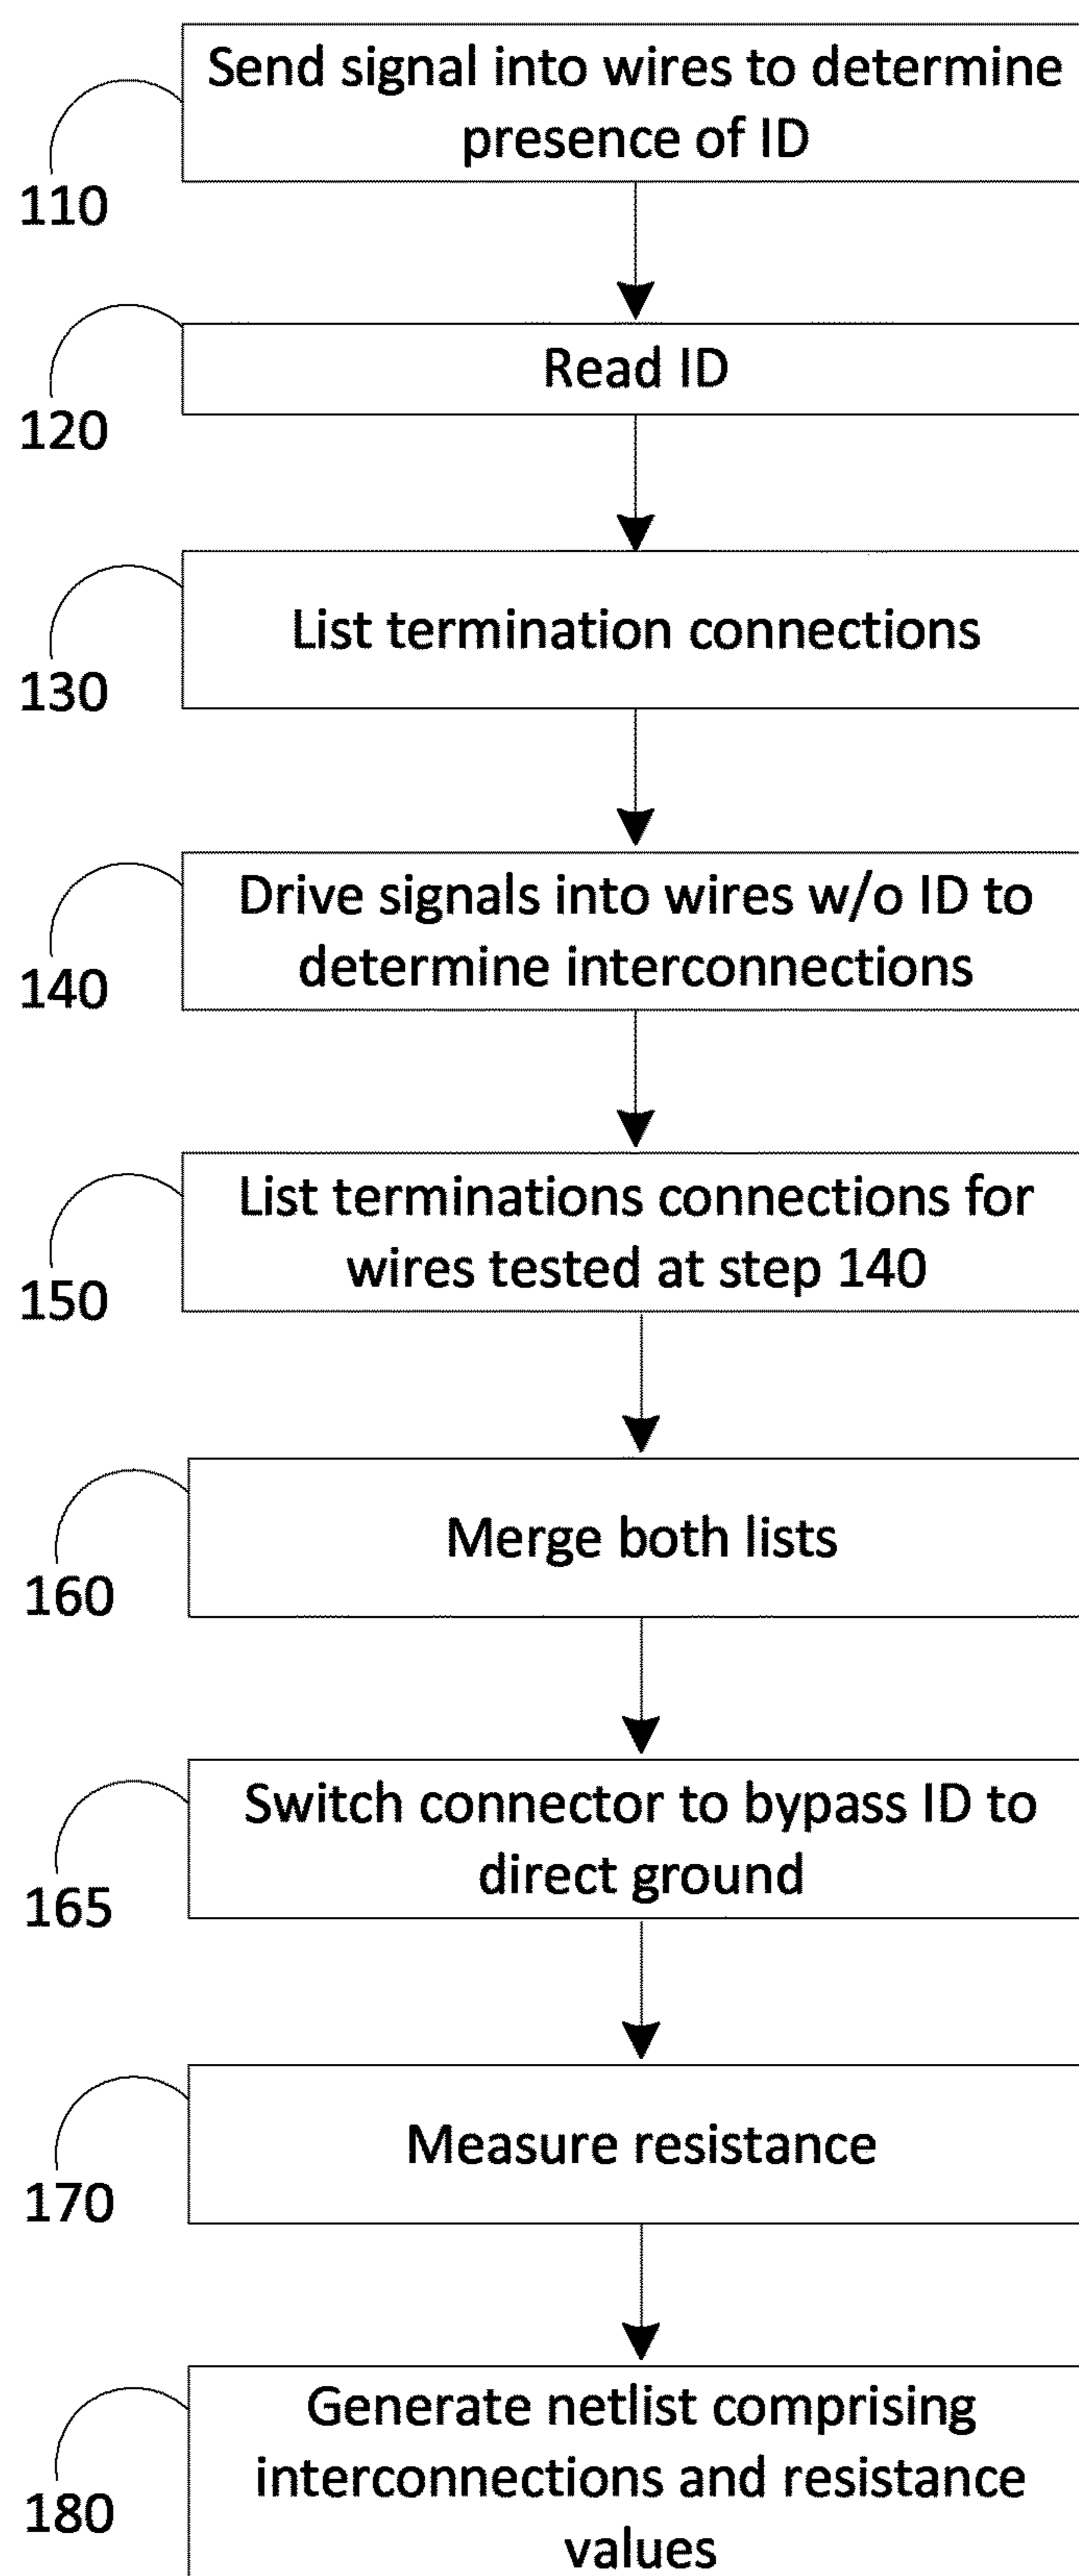 Send signal into wires to determine
presence of ID
110
Read ID
120
List termination connections
130
Drive signals into wires w/o ID to
determine interconnections
140
List terminations connections for
wires tested at step 140
150
Merge both lists
160
Switch connector to bypass ID to
direct ground
165
Measure resistance
170
Generate netlist comprising
interconnections and resistance
values
180